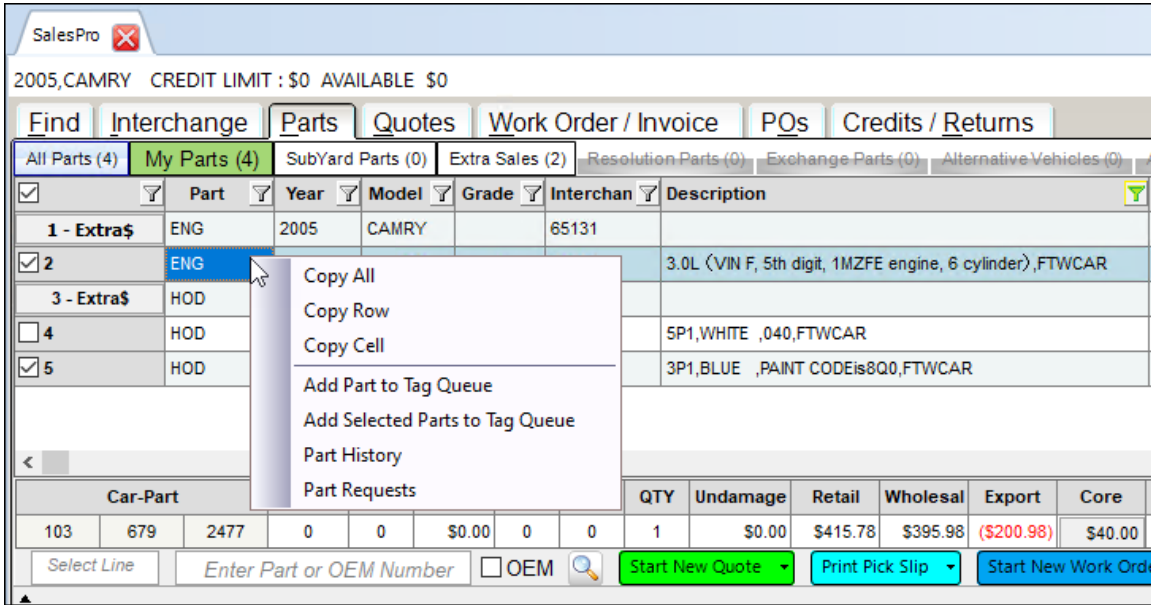 SalesPro
2005,CAMRY CREDIT LIMIT : $0 AVAILABLE $0
Find Interchange Parts Quotes Work Order / Invoice POs Credits / Returns
All Parts (4) My Parts (4) SubYard Parts (0) Extra Sales (2) Resolution Parts (0) Exchange Parts (0) Alternative Vehicles (0)
Part Year Model Grade Interchan Description
1 - Extra$ ENG 2005 CAMRY 65131
2 ENG 3.0L (VIN F, 5th digit, 1MZFE engine, 6 cylinder),FTWCAR
3 - Extra$ HOD
4 HOD 5P1,WHITE ,040,FTWCAR
5 HOD 3P1,BLUE ,PAINT CODEis8Q0,FTWCAR
Copy All
Copy Row
Copy Cell
Add Part to Tag Queue
Add Selected Parts to Tag Queue
Part History
Part Requests
Car-Part QTY Undamage Retail Wholesal Export Core
103 679 2477 0 0 $0.00 0 0 1 $0.00 $415.78 $395.98 ($200.98) $40.00
Select Line Enter Part or OEM Number OEM Start New Quote Print Pick Slip Start New Work Orde